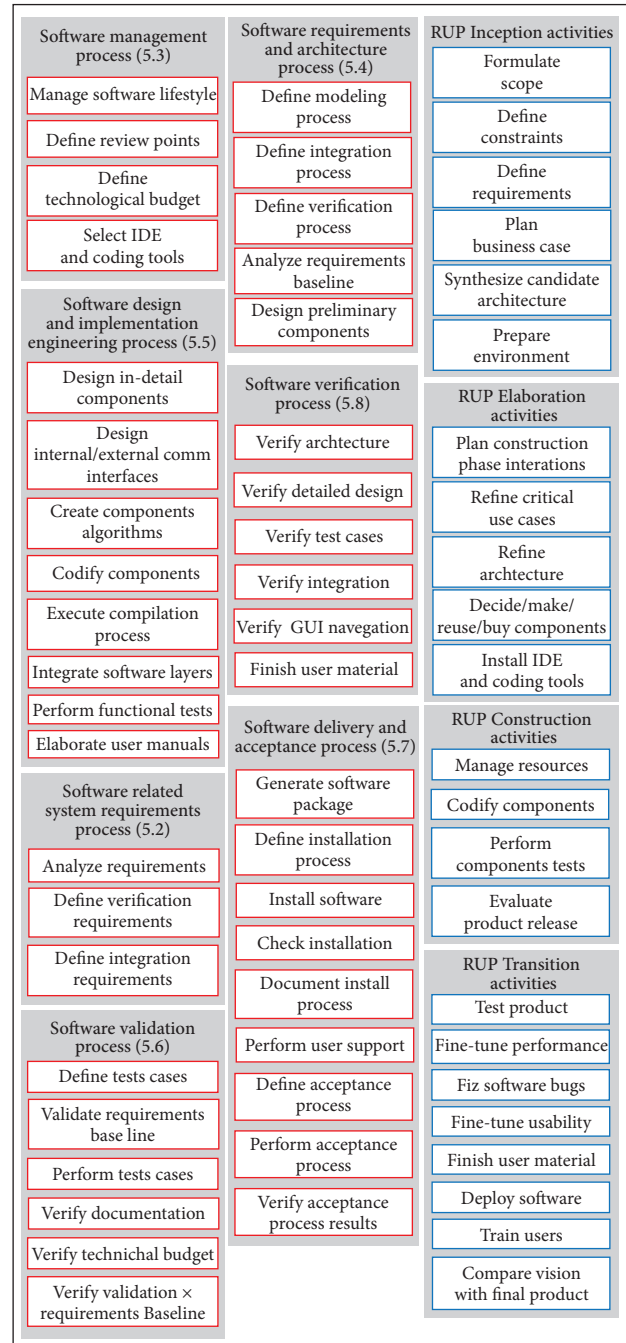 Software management
process (5.3)
Manage software lifestyle
Define review points
Define
technological budget
Select IDE
and coding tools
Software design
and implementation
engineering process (5.5)
Design in-detail
components
Design
internal/external comm
interfaces
Create components
algorithms
Codify components
Execute compilation
process
Integrate software layers
Perform functional tests
Elaborate user manuals
Software related
system requirements
process (5.2)
Analyze requirements
Define verification
requirements
Define integration
requirements
Software validation
process (5.6)
Define tests cases
Validate requirements
base line
Perform tests cases
Verify documentation
Verify technichal budget
Verify validation ×
requirements Baseline
Software requirements
and architecture
process (5.4)
Define modeling
process
Define integration
process
Define verification
process
Analyze requirements
baseline
Design preliminary
components
Software verification
process (5.8)
Verify archtecture
Verify detailed design
Verify test cases
Verify integration
Verify GUI navegation
Finish user material
Software delivery and
acceptance process (5.7)
Generate software
package
Define installation
process
Install software
Check installation
Document install
process
Perform user support
Define acceptance
process
Perform acceptance
process
Verify acceptance
process results
RUP Inception activities
Formulate
scope
Define
constraints
Define
requirements
Plan
business case
Synthesize candidate
architecture
Prepare
environment
RUP Elaboration
activities
Plan construction
phase interations
Refine critical
use cases
Refine
archtecture
Decide/make/
reuse/buy components
Install IDE
and coding tools
RUP Construction
activities
Manage resources
Codify components
Perform
components tests
Evaluate
product release
RUP Transition
activities
Test product
Fine-tune performance
Fiz software bugs
Fine-tune usability
Finish user material
Deploy software
Train users
Compare vision
with final product